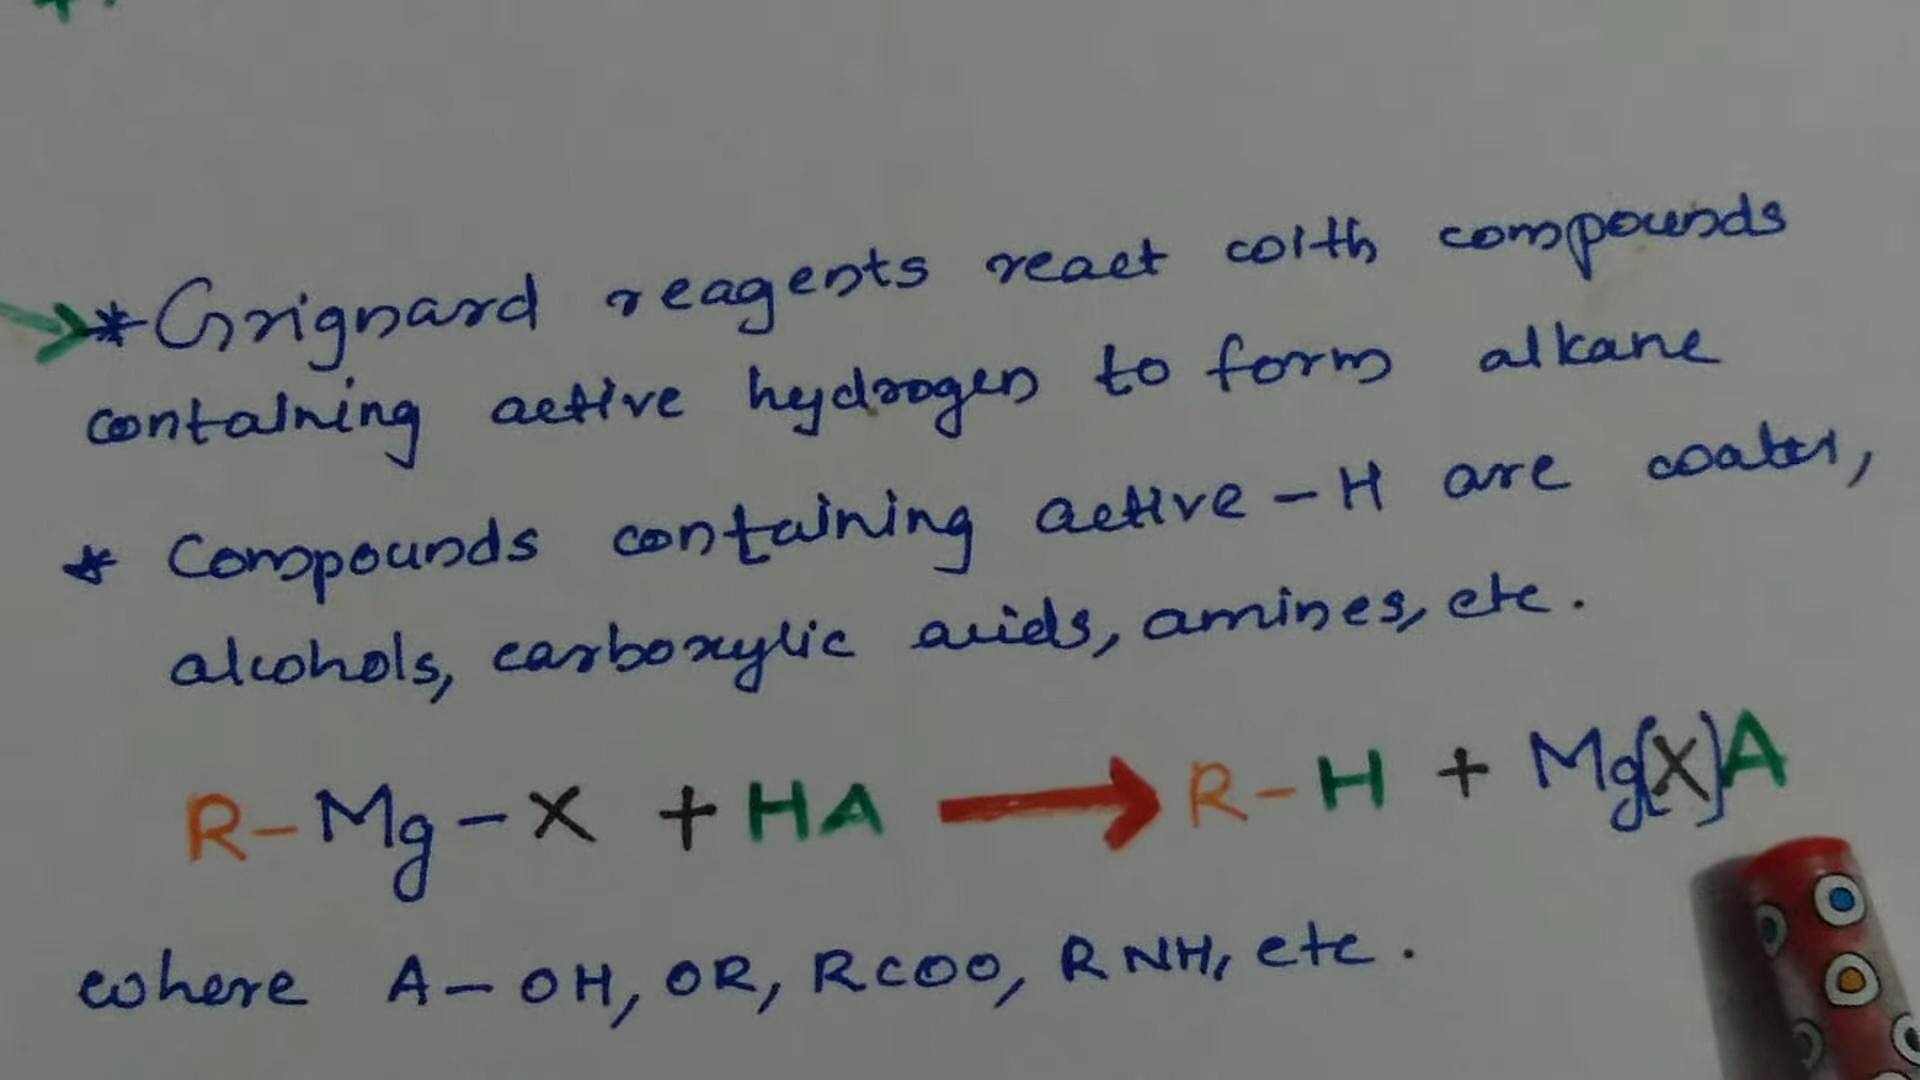 * Grignard reagents react with compounds
containing active hydrogen to form alkane
* Compounds containing active - H are water,
alcohols, carboxylic acids, amines, etc.
R-Mg-X + HA → R-H + Mg[X]A
where A - OH, OR, RCOO, RNH, etc.